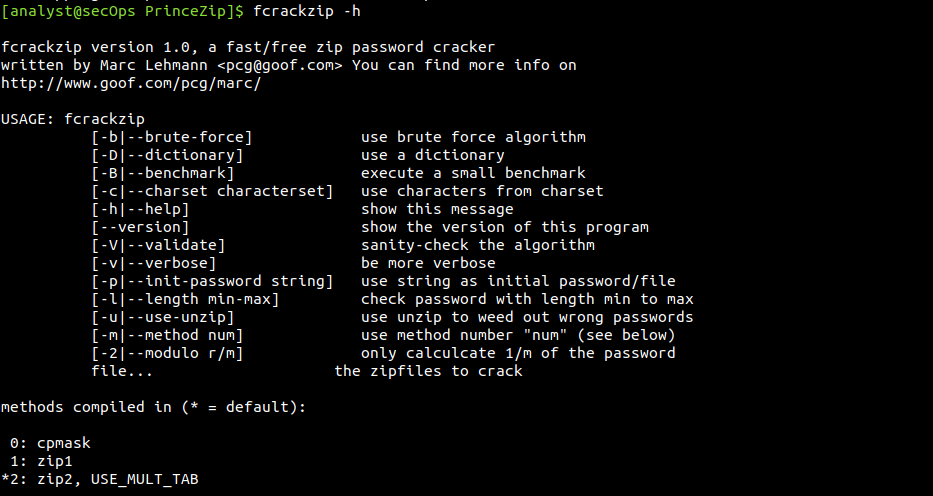 [analyst@secOps PrinceZip]$ fcrackzip -h
fcrackzip version 1.0, a fast/free zip password cracker
written by Marc Lehmann <pcg@goof.com> You can find more info on
http://www.goof.com/pcg/marc/
USAGE: fcrackzip
[-b|--brute-force] use brute force algorithm
[-D|--dictionary] use a dictionary
[-B|--benchmark] execute a small benchmark
[-c|--charset characterset] use characters from charset
[-h|--help] show this message
[--version] show the version of this program
[-V|--validate] sanity-check the algorithm
[-v|--verbose] be more verbose
[-p|--init-password string] use string as initial password/file
[-l|--length min-max] check password with length min to max
[-u|--use-unzip] use unzip to weed out wrong passwords
[-m|--method num] use method number "num" (see below)
[-2|--modulo r/m] only calculcate 1/m of the password
file... the zipfiles to crack
methods compiled in (* = default):
0: cpmask
1: zip1
*2: zip2, USE_MULT_TAB